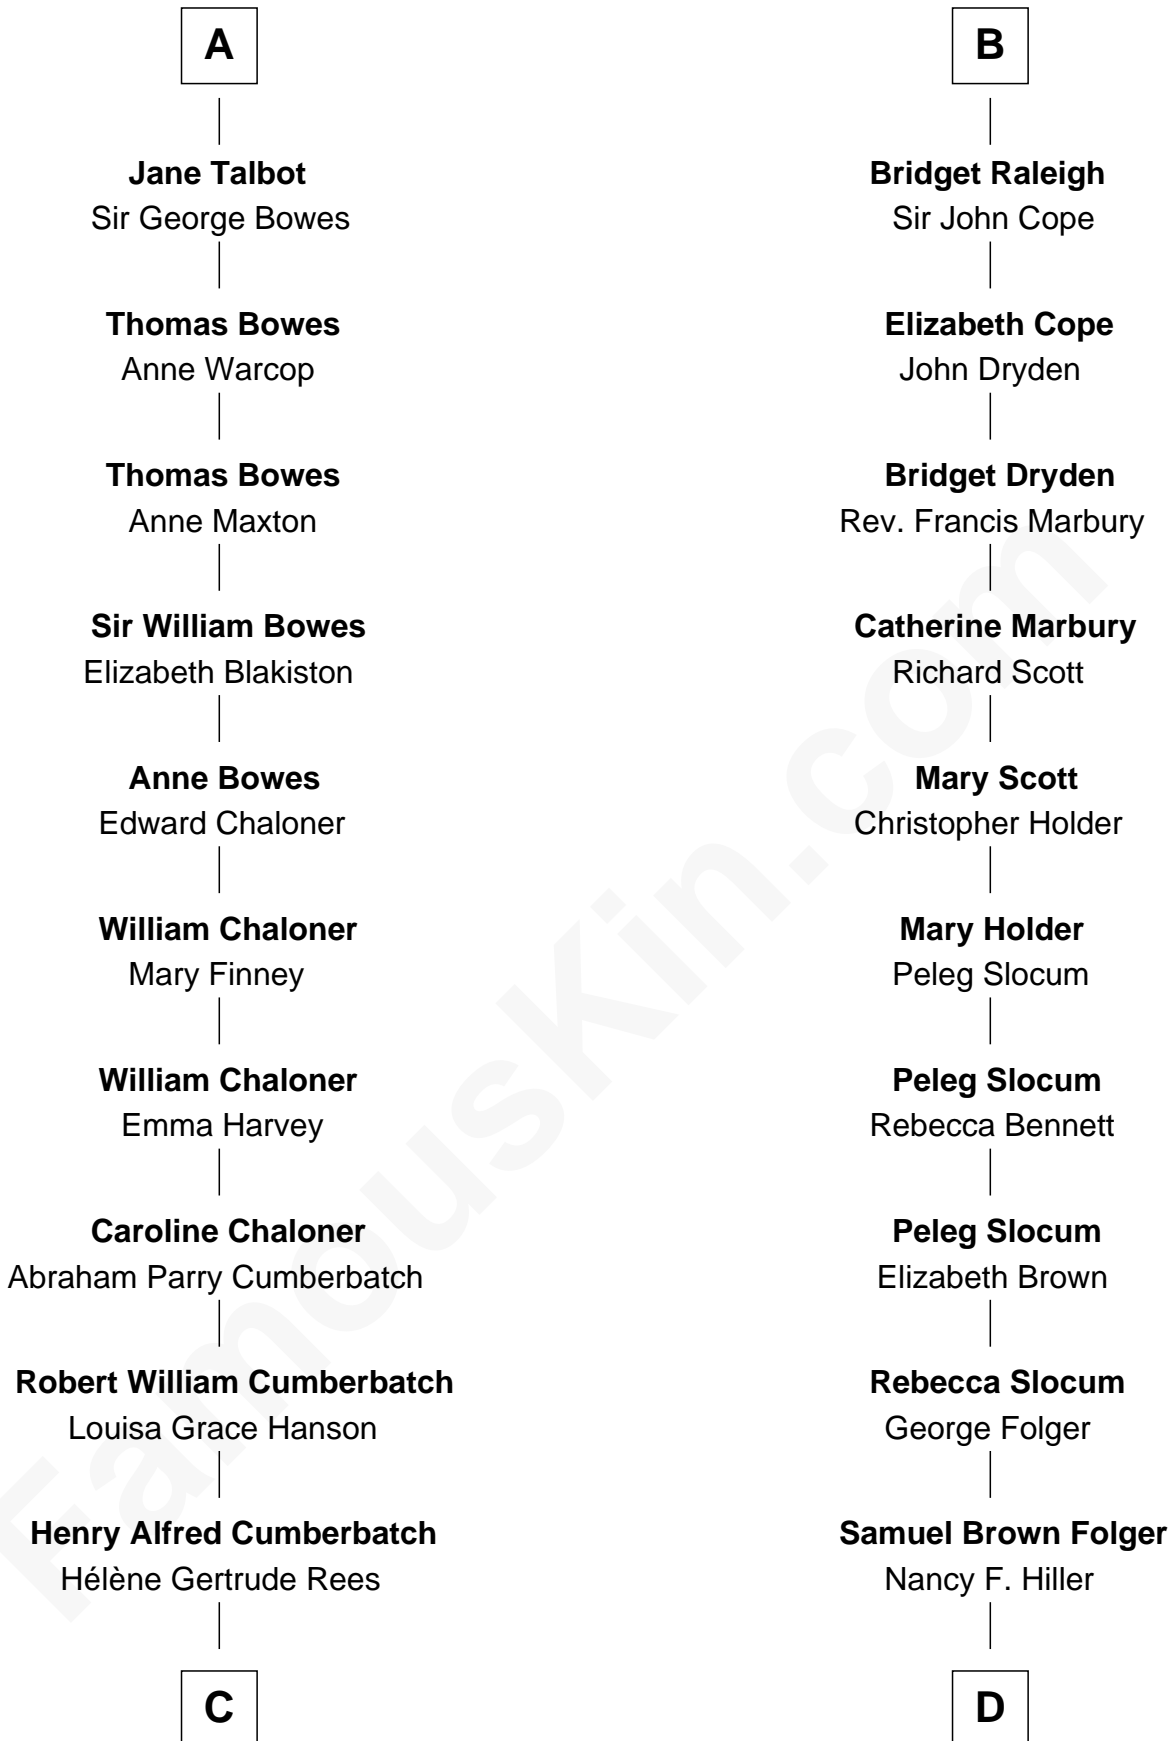 A
Jane Talbot
Sir George Bowes
Thomas Bowes
Anne Warcop
Thomas Bowes
Anne Maxton
Sir William Bowes
Elizabeth Blakiston
Anne Bowes
Edward Chaloner
William Chaloner
Mary Finney
William Chaloner
Emma Harvey
Caroline Chaloner
Abraham Parry Cumberbatch
Robert William Cumberbatch
Louisa Grace Hanson
Henry Alfred Cumberbatch
Hélène Gertrude Rees
C
B
Bridget Raleigh
Sir John Cope
Elizabeth Cope
John Dryden
Bridget Dryden
Rev. Francis Marbury
Catherine Marbury
Richard Scott
Mary Scott
Christopher Holder
Mary Holder
Peleg Slocum
Peleg Slocum
Rebecca Bennett
Peleg Slocum
Elizabeth Brown
Rebecca Slocum
George Folger
Samuel Brown Folger
Nancy F. Hiller
D
FamousKin.com